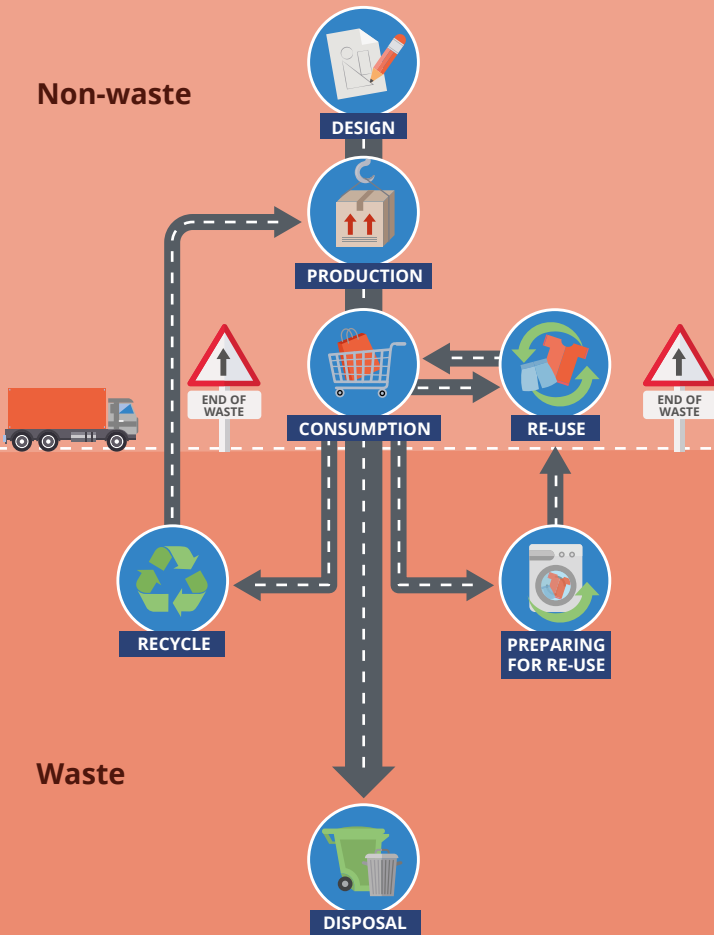 Non-waste
DESIGN
PRODUCTION
END OF
WASTE
CONSUMPTION
RE-USE
END OF
WASTE
RECYCLE
PREPARING
FOR RE-USE
Waste
DISPOSAL